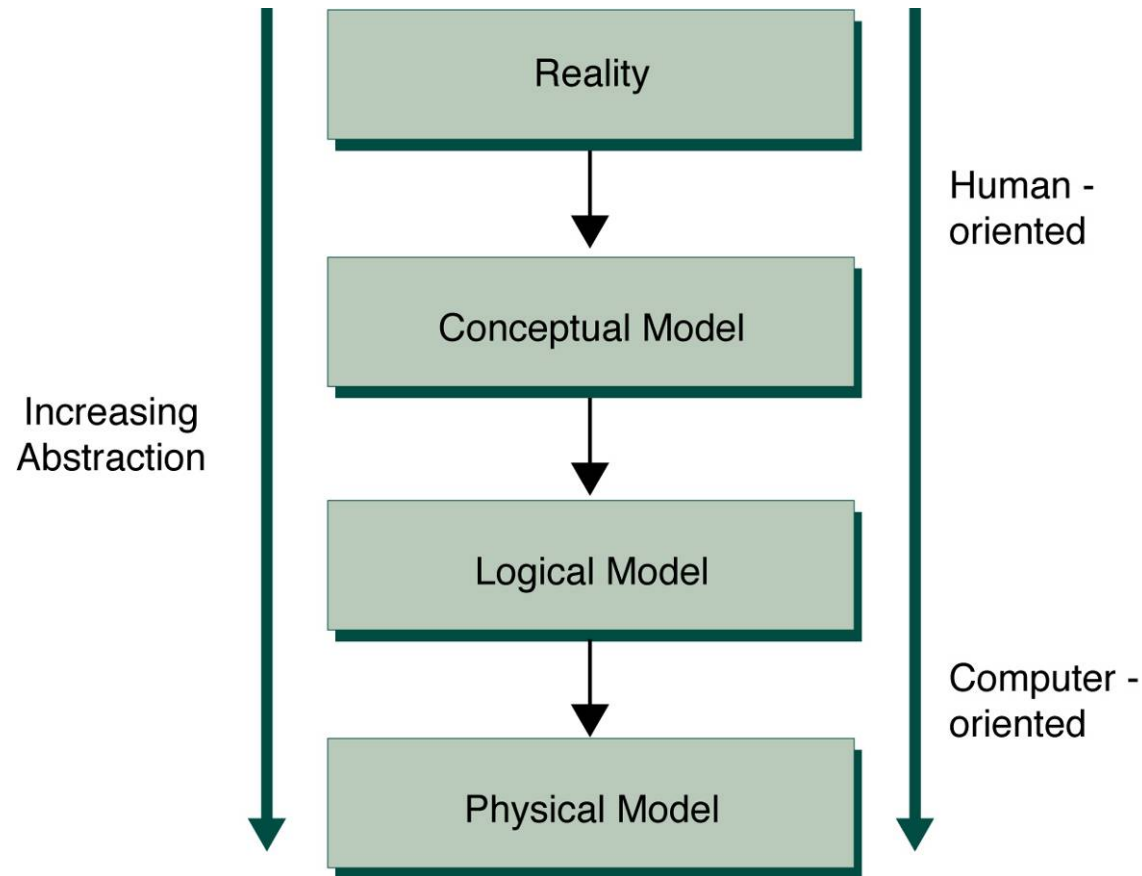 Reality
Human -
oriented
Conceptual Model
Increasing
Abstraction
Logical Model
Computer -
oriented
Physical Model